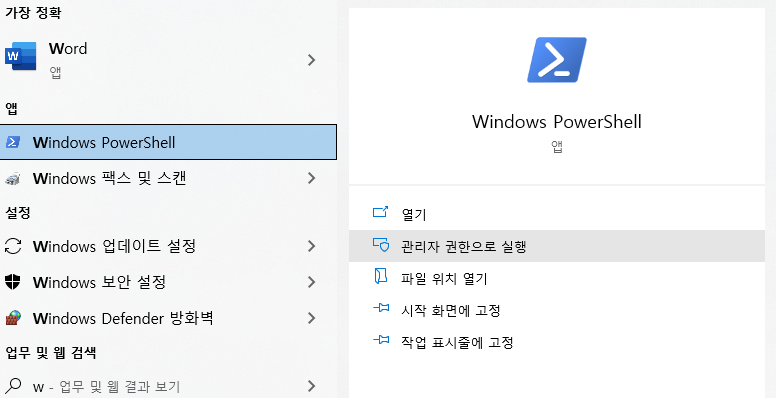 가장 정확
Word
앱
앱
Windows PowerShell
Windows 팩스 및 스캔
설정
Windows 업데이트 설정
Windows 보안 설정
Windows Defender 방화벽
업무 및 웹 검색
w - 업무 및 웹 결과 보기
Windows PowerShell
앱
열기
관리자 권한으로 실행
파일 위치 열기
시작 화면에 고정
작업 표시줄에 고정